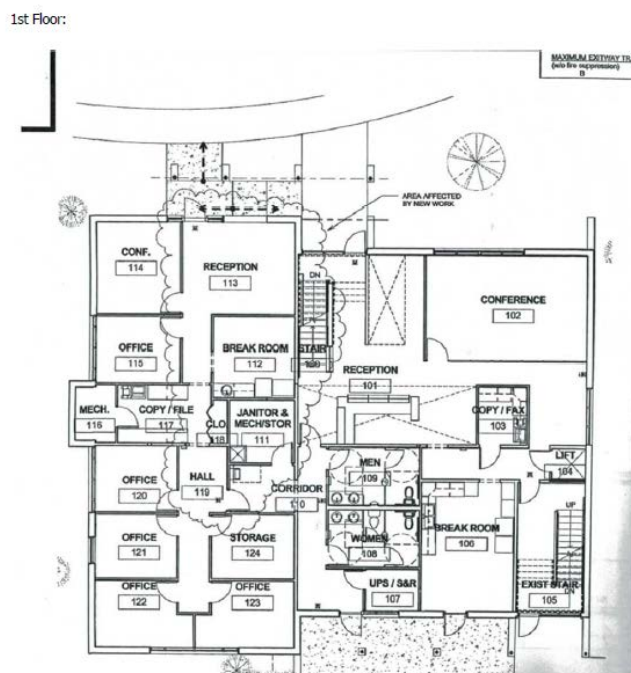 1st Floor:
MAXIMUM EXITWAY TR
(w/o fire suppression)
B
AREA AFFECTED
BY NEW WORK
CONF.
114
RECEPTION
113
DN
CONFERENCE
102
OFFICE
115
BREAK ROOM
112
STAIR
RECEPTION
101
MECH.
116
COPY / FILE
117
CLO.
118
JANITOR &
MECH/STOR
111
COPY / FAX
103
LIFT
104
OFFICE
120
HALL
119
CORRIDOR
110
MEN
109
UP
OFFICE
121
STORAGE
124
WOMEN
108
BREAK ROOM
106
OFFICE
122
OFFICE
123
UPS / S&R
107
EXIST STAIR
105
DN